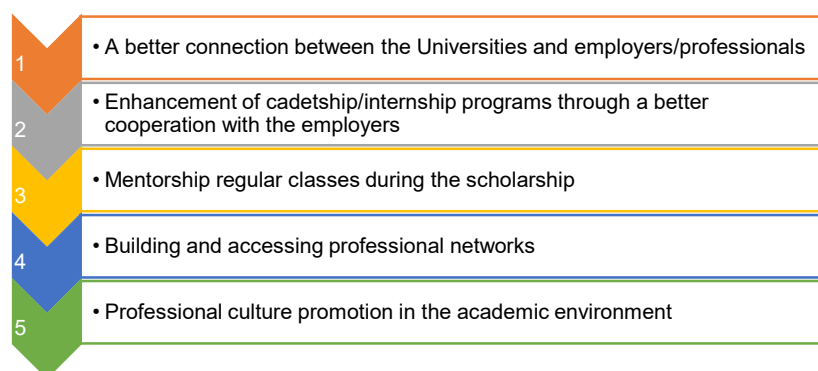 1
• A better connection between the Universities and employers/professionals
2
• Enhancement of cadetship/internship programs through a better
cooperation with the employers
3
• Mentorship regular classes during the scholarship
4
• Building and accessing professional networks
5
• Professional culture promotion in the academic environment